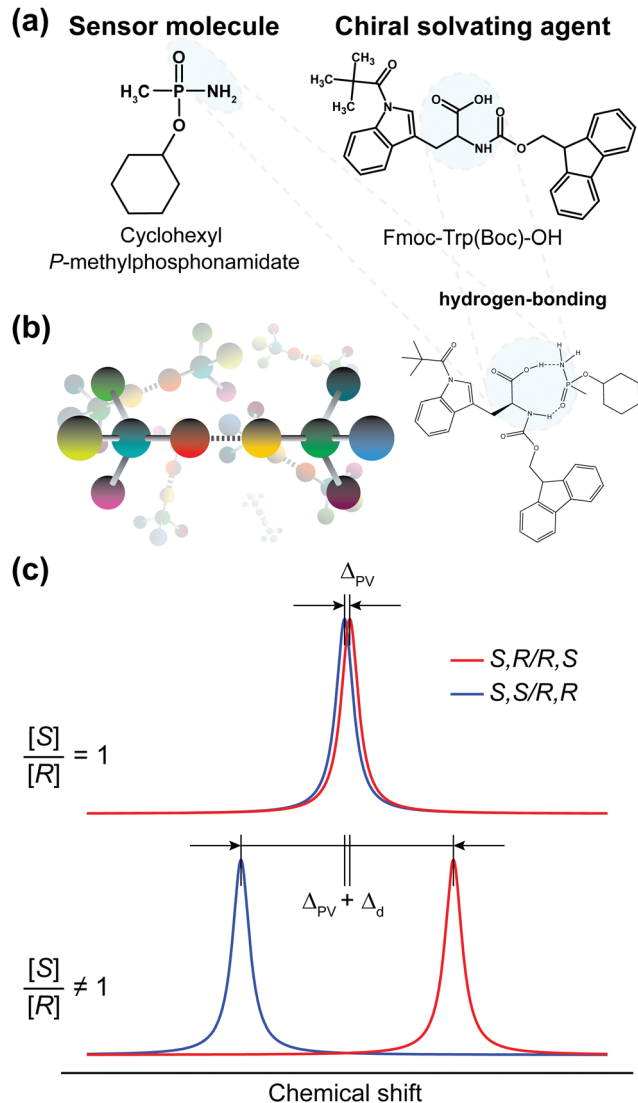 (a)
Sensor molecule
Chiral solvating agent
O
H₃C
P
NH₂
O
Cyclohexyl
P-methylphosphonamidate
CH₃
H₃C
O
H₃C
N
O
OH
NH
O
O
Fmoc-Trp(Boc)-OH
hydrogen-bonding
(b)
O
N
O
O
H
H
H
N
P
O
O
N
H
O
O
(c)
ΔPV
S,R/R,S
S,S/R,R
[S]
[R] = 1
ΔPV + Δd
[S]
[R] ≠ 1
Chemical shift